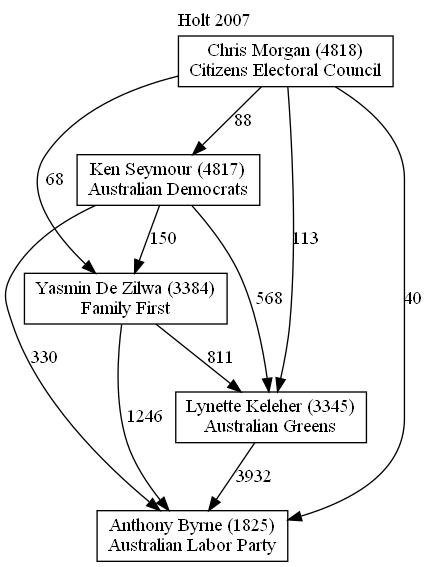 Holt 2007
Chris Morgan (4818)
Citizens Electoral Council
88
Ken Seymour (4817)
Australian Democrats
68
150
113
Yasmin De Zilwa (3384)
Family First
568
40
330
811
1246
Lynette Keleher (3345)
Australian Greens
3932
Anthony Byrne (1825)
Australian Labor Party